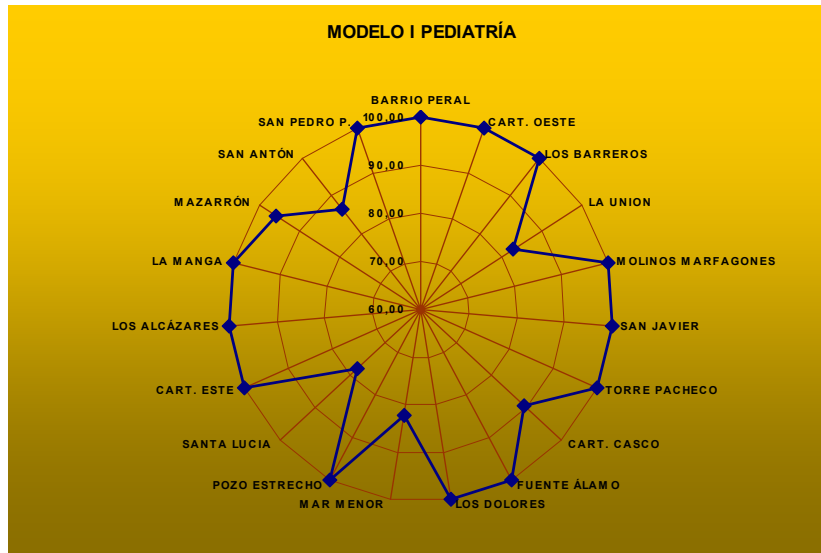 MODELO I PEDIATRÍA
BARRIO PERAL
100,00
SAN PEDRO P.
CART. OESTE
SAN ANTÓN
LOS BARREROS
90,00
MAZARRÓN
LA UNION
80,00
LA MANGA
MOLINOS MARFAGONES
70,00
60,00
LOS ALCÁZARES
SAN JAVIER
CART. ESTE
TORRE PACHECO
SANTA LUCIA
CART. CASCO
POZO ESTRECHO
FUENTE ÁLAMO
MAR MENOR
LOS DOLORES